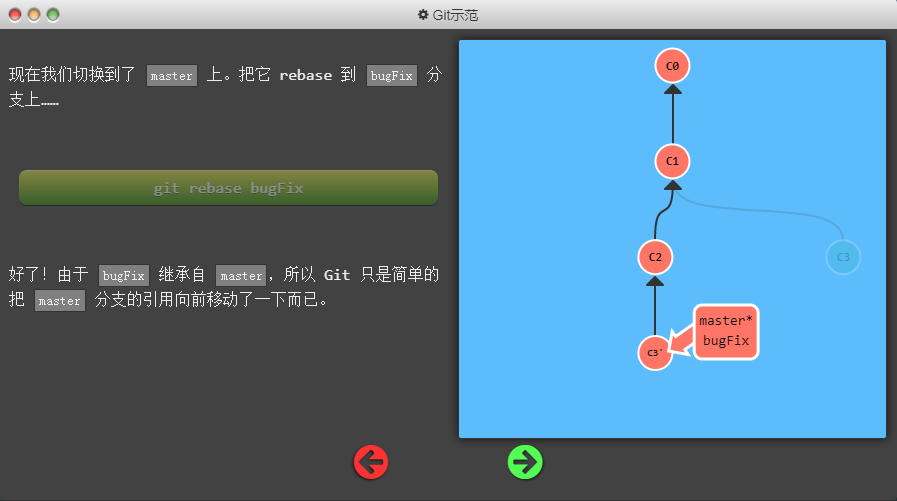 Git示范
现在我们切换到了 master 上。把它 rebase 到 bugFix 分
支上……
git rebase bugFix
好了！由于 bugFix 继承自 master，所以 Git 只是简单的
把 master 分支的引用向前移动了一下而已。
C0
C1
C2
C3
C3'
master*
bugFix